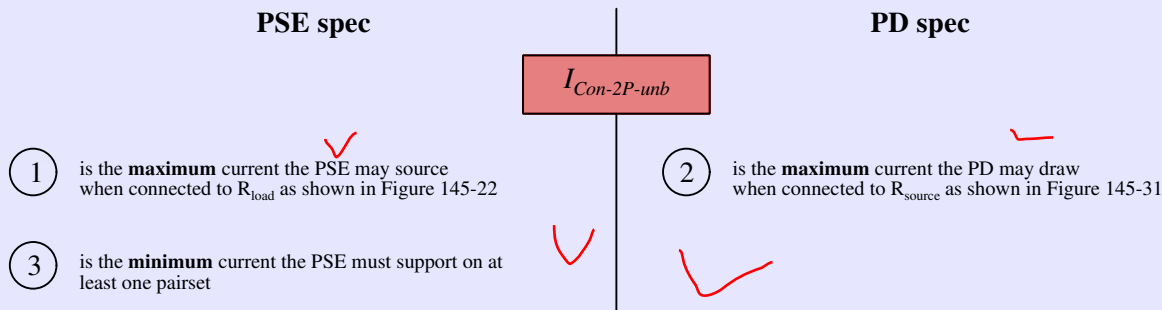 PSE spec
PD spec
I Con-2P-unb
1
is the maximum current the PSE may source
when connected to Rload as shown in Figure 145-22
2
is the maximum current the PD may draw
when connected to Rsource as shown in Figure 145-31
3
is the minimum current the PSE must support on at
least one pairset